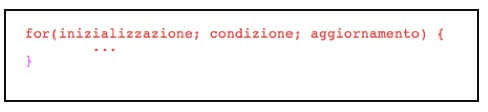 for(inizializzazione; condizione; aggiornamento) {
...
}